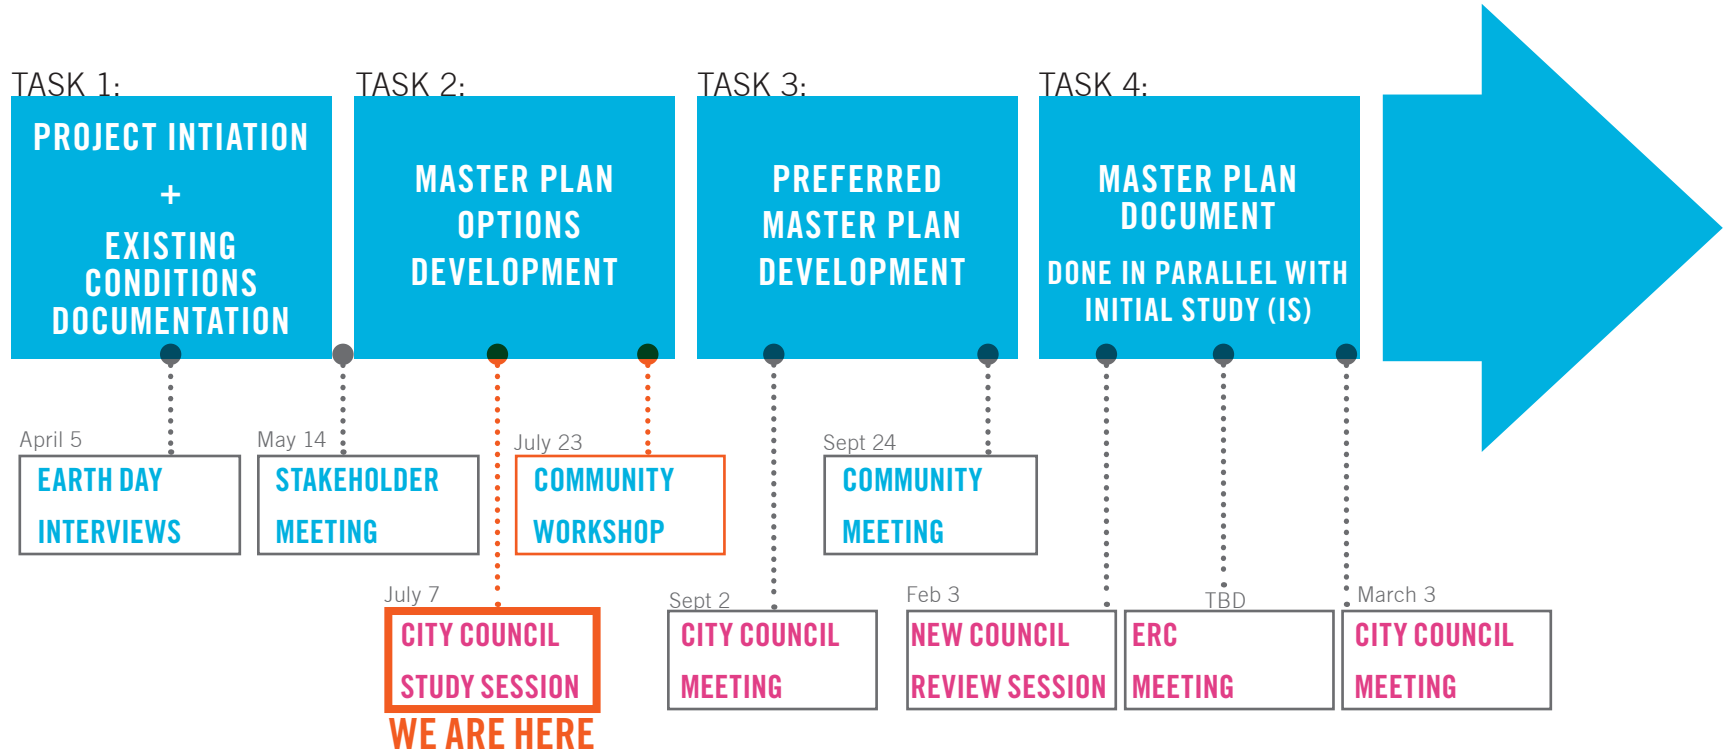 TASK 1:
PROJECT INTIATION
+
EXISTING
CONDITIONS
DOCUMENTATION
TASK 2:
MASTER PLAN
OPTIONS
DEVELOPMENT
TASK 3:
PREFERRED
MASTER PLAN
DEVELOPMENT
TASK 4:
MASTER PLAN
DOCUMENT
DONE IN PARALLEL WITH
INITIAL STUDY (IS)
April 5
EARTH DAY
INTERVIEWS
May 14
STAKEHOLDER
MEETING
July 23
COMMUNITY
WORKSHOP
Sept 24
COMMUNITY
MEETING
July 7
CITY COUNCIL
STUDY SESSION
WE ARE HERE
Sept 2
CITY COUNCIL
MEETING
Feb 3
NEW COUNCIL
REVIEW SESSION
TBD
ERC
MEETING
March 3
CITY COUNCIL
MEETING